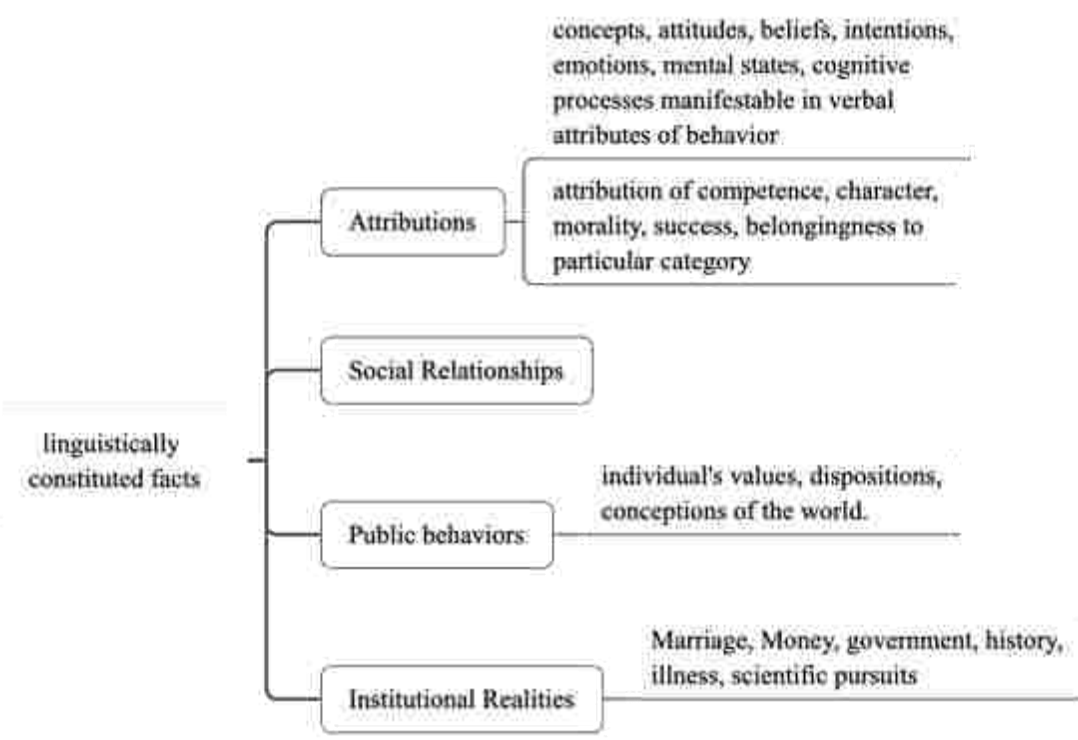 concepts, attitudes, beliefs, intentions,
emotions, mental states, cognitive
processes manifestable in verbal
attributes of behavior
Attributions
attribution of competence, character,
morality, success, belongingness to
particular category
Social Relationships
linguistically
constituted facts
individual's values, dispositions,
conceptions of the world.
Public behaviors
Marriage, Money, government, history,
illness, scientific pursuits
Institutional Realities